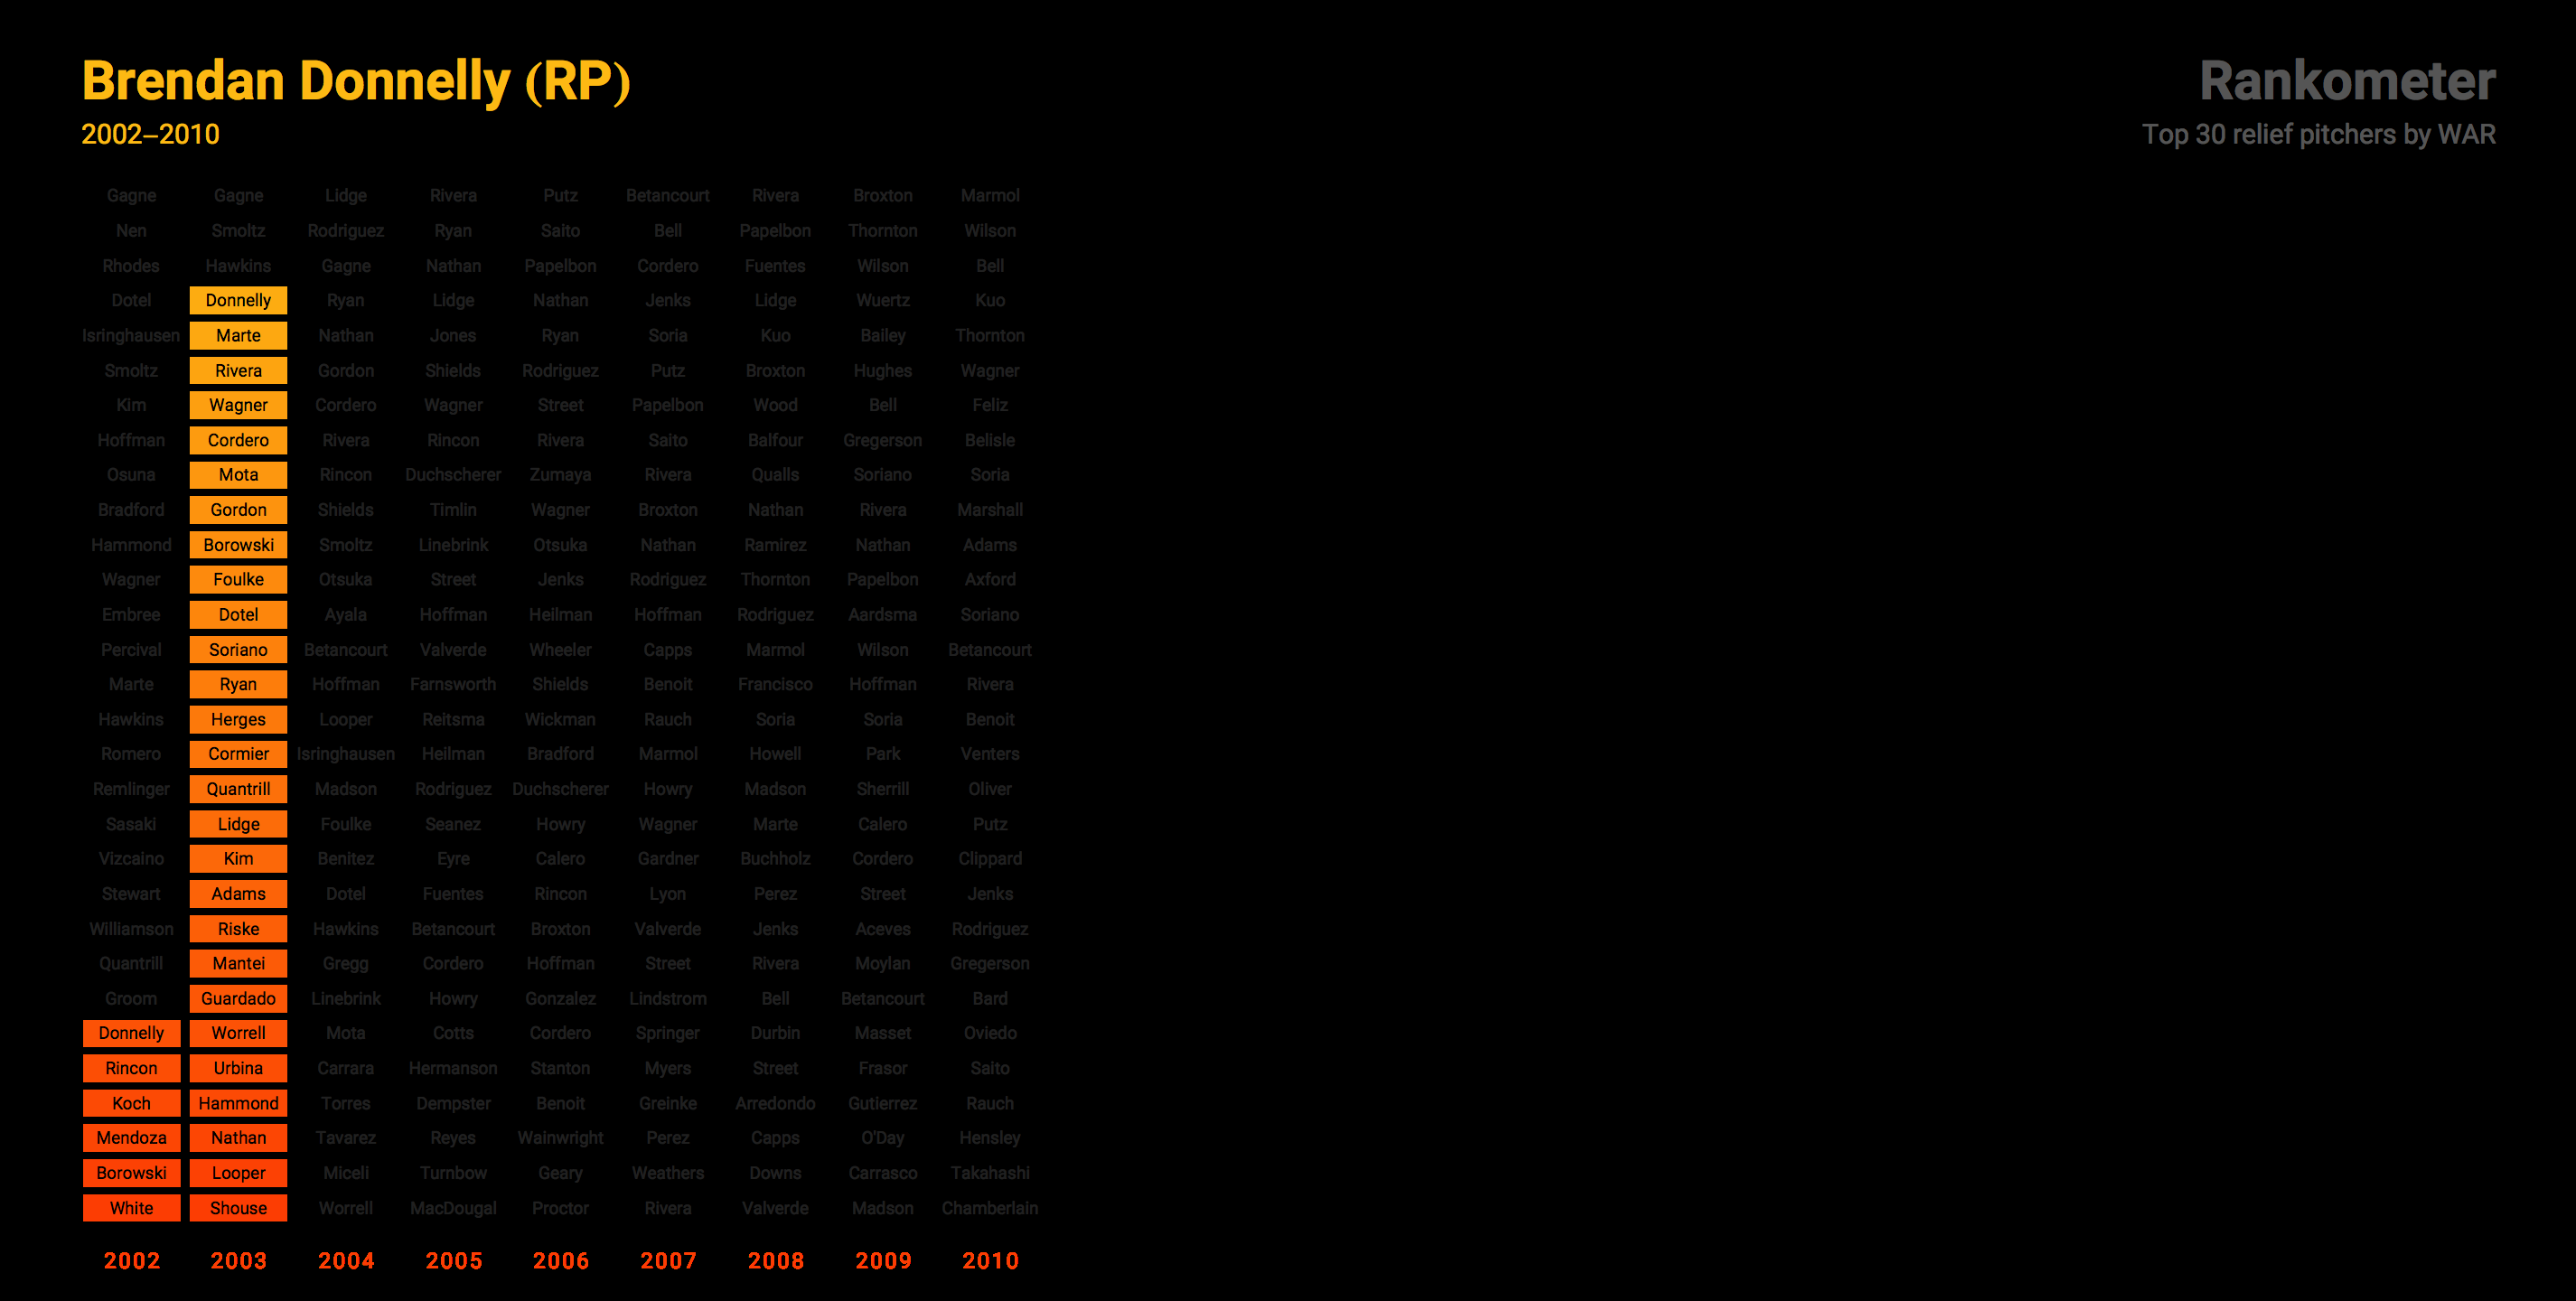 Brendan Donnelly (RP)
2002–2010
Rankometer
Top 30 relief pitchers by WAR
Gagne Gagne Lidge Rivera Putz Betancourt Rivera Broxton Marmol
Nen Smoltz Rodriguez Ryan Saito Bell Papelbon Thornton Wilson
Rhodes Hawkins Gagne Nathan Papelbon Cordero Fuentes Wilson Bell
Dotel Donnelly Ryan Lidge Nathan Jenks Lidge Wuertz Kuo
Isringhausen Marte Nathan Jones Ryan Soria Kuo Bailey Thornton
Smoltz Rivera Gordon Shields Rodriguez Putz Broxton Hughes Wagner
Kim Wagner Cordero Wagner Street Papelbon Wood Bell Feliz
Hoffman Cordero Rivera Rincon Rivera Saito Balfour Gregerson Belisle
Osuna Mota Rincon Duchscherer Zumaya Rivera Qualls Soriano Soria
Bradford Gordon Shields Timlin Wagner Broxton Nathan Rivera Marshall
Hammond Borowski Smoltz Linebrink Otsuka Nathan Ramirez Nathan Adams
Wagner Foulke Otsuka Street Jenks Rodriguez Thornton Papelbon Axford
Embree Dotel Ayala Hoffman Heilman Hoffman Rodriguez Aardsma Soriano
Percival Soriano Betancourt Valverde Wheeler Capps Marmol Wilson Betancourt
Marte Ryan Hoffman Farnsworth Shields Benoit Francisco Hoffman Rivera
Hawkins Herges Looper Reitsma Wickman Rauch Soria Soria Benoit
Romero Cormier Isringhausen Heilman Bradford Marmol Howell Park Venters
Remlinger Quantrill Madson Rodriguez Duchscherer Howry Madson Sherrill Oliver
Sasaki Lidge Foulke Seanez Howry Wagner Marte Calero Putz
Vizcaino Kim Benitez Eyre Calero Gardner Buchholz Cordero Clippard
Stewart Adams Dotel Fuentes Rincon Lyon Perez Street Jenks
Williamson Riske Hawkins Betancourt Broxton Valverde Jenks Aceves Rodriguez
Quantrill Mantei Gregg Cordero Hoffman Street Rivera Moylan Gregerson
Groom Guardado Linebrink Howry Gonzalez Lindstrom Bell Betancourt Bard
Donnelly Worrell Mota Cotts Cordero Springer Durbin Masset Oviedo
Rincon Urbina Carrara Hermanson Stanton Myers Street Frasor Saito
Koch Hammond Torres Dempster Benoit Greinke Arredondo Gutierrez Rauch
Mendoza Nathan Tavarez Reyes Wainwright Perez Capps O'Day Hensley
Borowski Looper Miceli Turnbow Geary Weathers Downs Carrasco Takahashi
White Shouse Worrell MacDougal Proctor Rivera Valverde Madson Chamberlain
2002 2003 2004 2005 2006 2007 2008 2009 2010